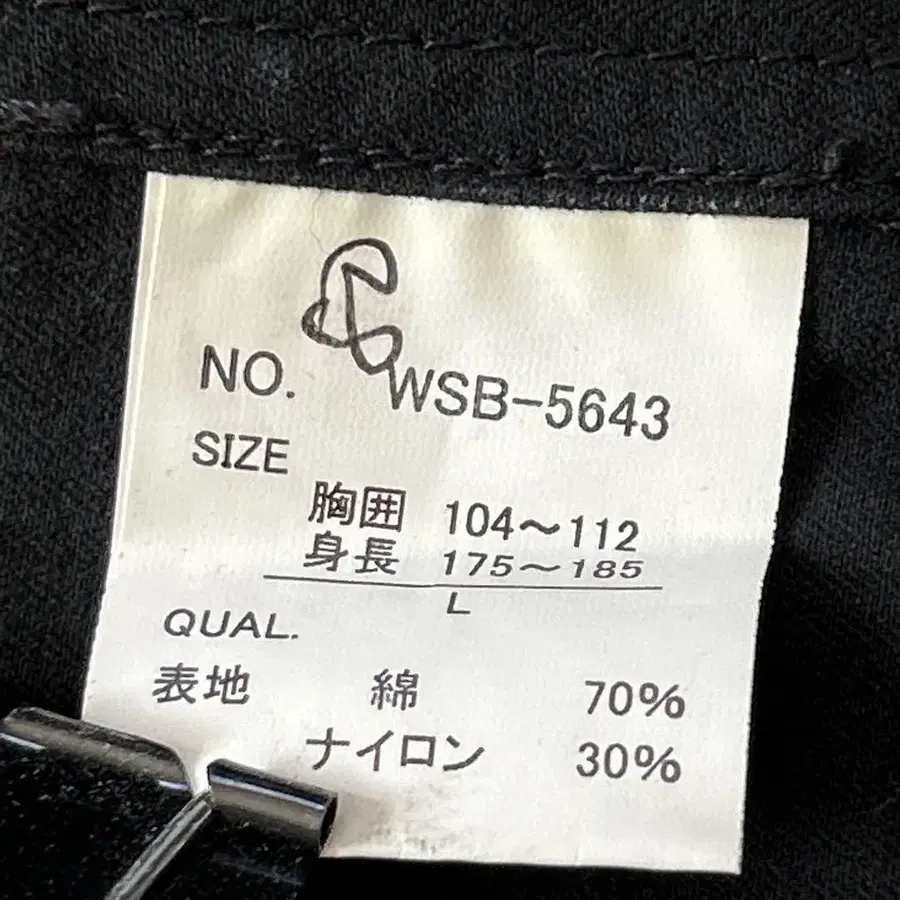 NO. WSB-5643
SIZE
胸囲 104～112
身長 175～185
L
QUAL.
表地 綿 70%
ナイロン 30%